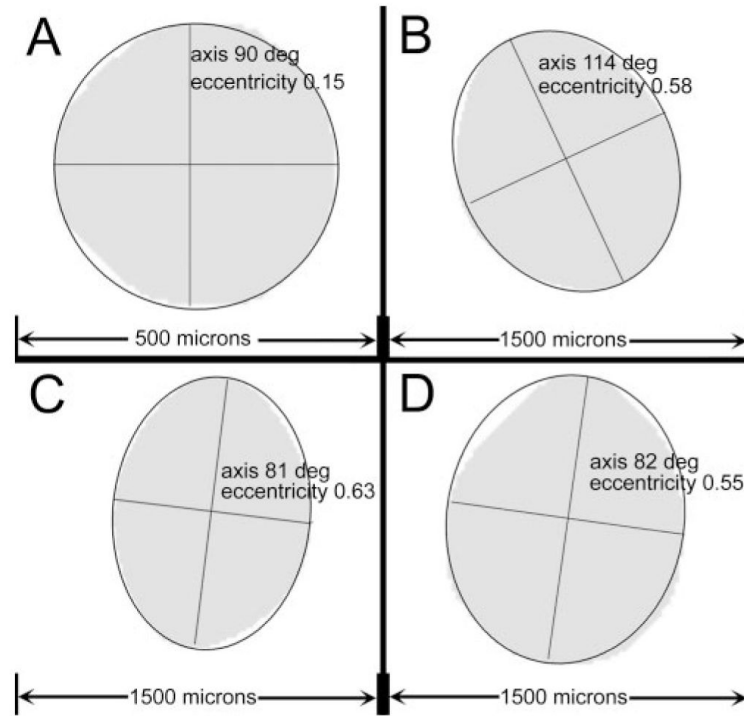 A
axis 90 deg
eccentricity 0.15
500 microns
B
axis 114 deg
eccentricity 0.58
1500 microns
C
axis 81 deg
eccentricity 0.63
1500 microns
D
axis 82 deg
eccentricity 0.55
1500 microns